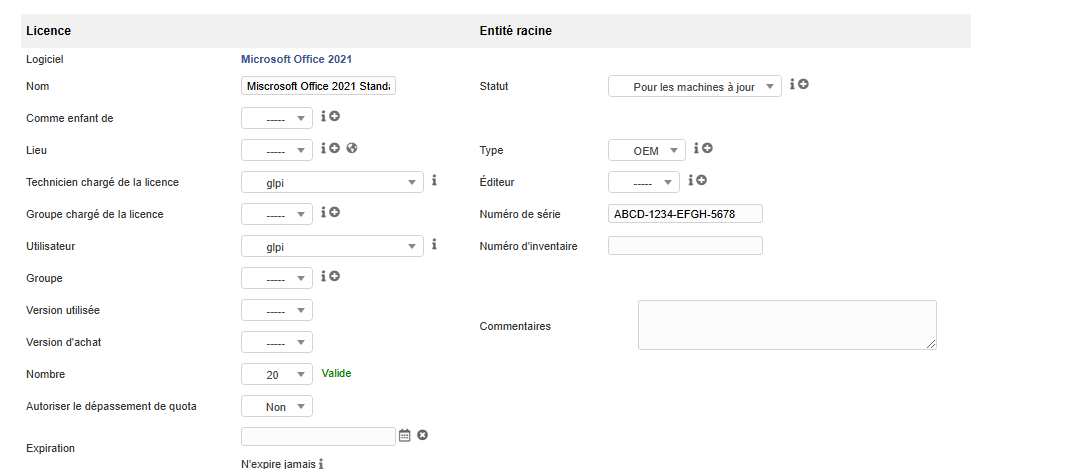 Licence Entité racine
Logiciel Microsoft Office 2021
Nom Miscrosoft Office 2021 Standa Statut Pour les machines à jour
Comme enfant de -----
Lieu ----- Type OEM
Technicien chargé de la licence glpi Éditeur -----
Groupe chargé de la licence ----- Numéro de série ABCD-1234-EFGH-5678
Utilisateur glpi Numéro d'inventaire
Groupe -----
Version utilisée ----- Commentaires
Version d'achat -----
Nombre 20 Valide
Autoriser le dépassement de quota Non
Expiration
N'expire jamais